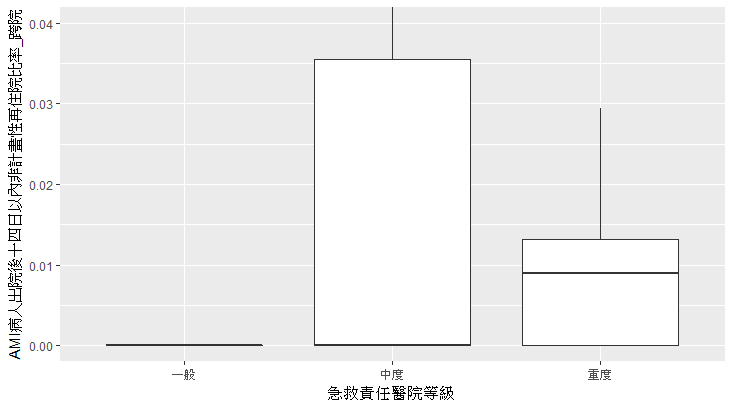 AMI病人出院後十四日以內非計畫性再住院比率_跨院
0.04
0.03
0.02
0.01
0.00
一般
中度
重度
急救責任醫院等級